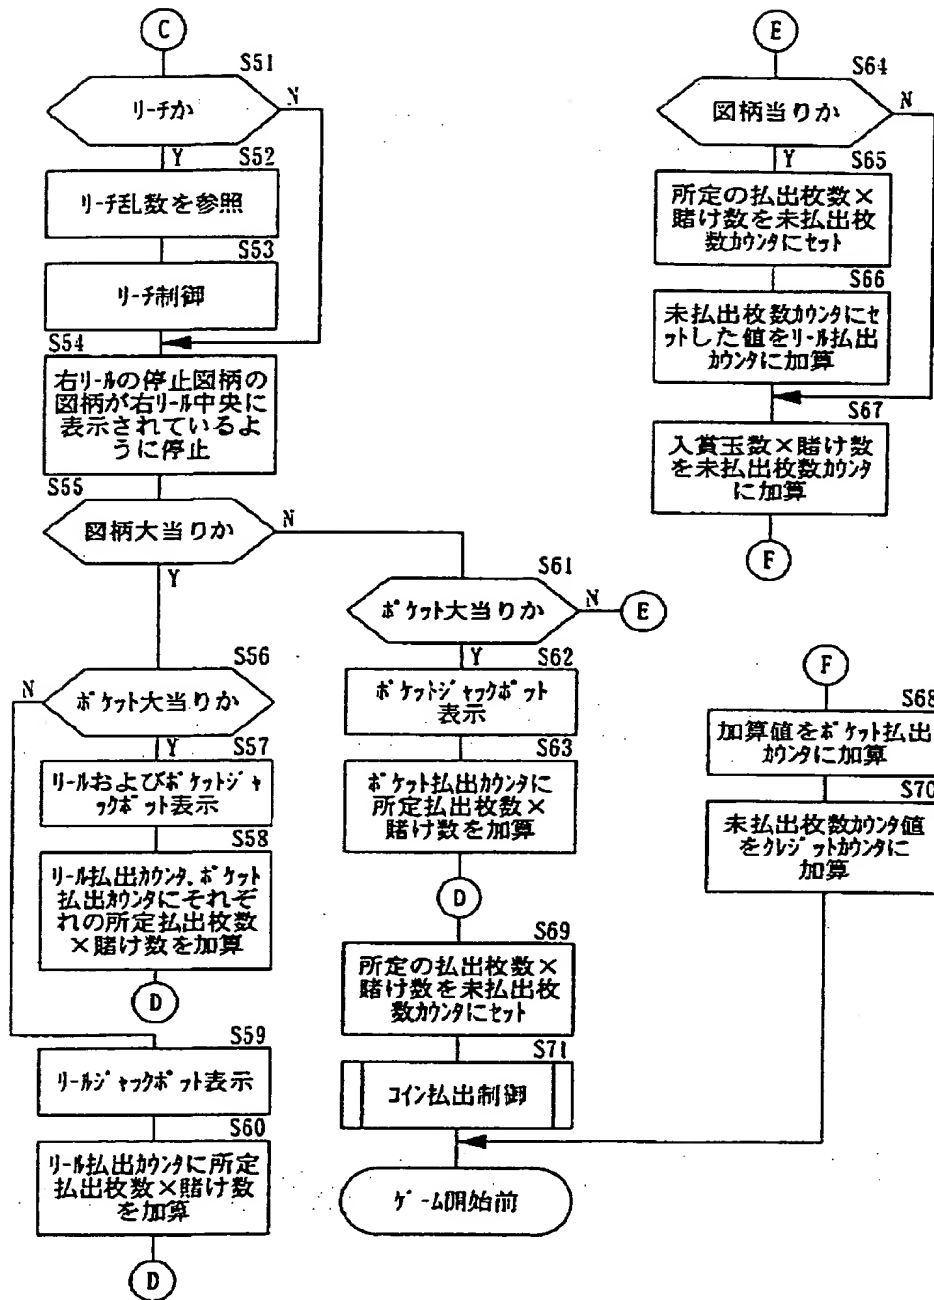 C
S51
リーチか
N
Y
S52
リーチ乱数を参照
S53
リーチ制御
S54
右リールの停止図柄の
図柄が右リール中央に
表示されているよ
うに停止
S55
図柄大当りか
N
Y
S56
N
ポケット大当りか
Y
S57
リールおよびポケットジャ
ックポット表示
S58
リール払出カウンタ、ポケット
払出カウンタにそれぞ
れの所定払出枚数
×賭け数を加算
D
S59
リールジャックポット表示
S60
リール払出カウンタに所定
払出枚数×賭け数
を加算
D
S61
ポケット大当りか
N
E
Y
S62
ポケットジャックポット
表示
S63
ポケット払出カウンタに
所定払出枚数×
賭け数を加算
D
S69
所定の払出枚数×
賭け数を未払出枚
数カウンタにセット
S71
コイン払出制御
ゲーム開始前
E
S64
図柄当りか
N
Y
S65
所定の払出枚数×
賭け数を未払出枚
数カウンタにセット
S66
未払出枚数カウンタにセ
ットした値をリール払出
カウンタに加算
S67
入賞玉数×賭け数
を未払出枚数カウンタ
に加算
F
F
S68
加算値をポケット払出
カウンタに加算
S70
未払出枚数カウンタ値
をクレジットカウンタに
加算